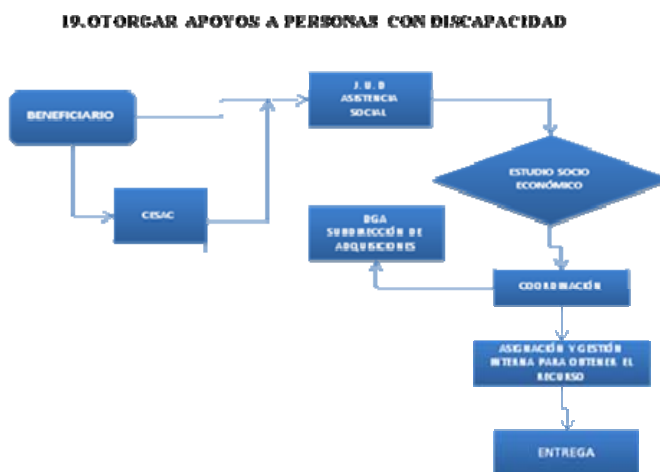 19. OTORGAR APOYOS A PERSONAS CON DISCAPACIDAD
BENEFICIARIO
J. U. D
ASISTENCIA
SOCIAL
CESAC
ESTUDIO SOCIO
ECONÓMICO
DGA
SUBDIRECCIÓN DE
ADQUISICIONES
COORDINACIÓN
ASIGNACIÓN Y GESTIÓN
INTERNA PARA OBTENER EL
RECURSO
ENTREGA